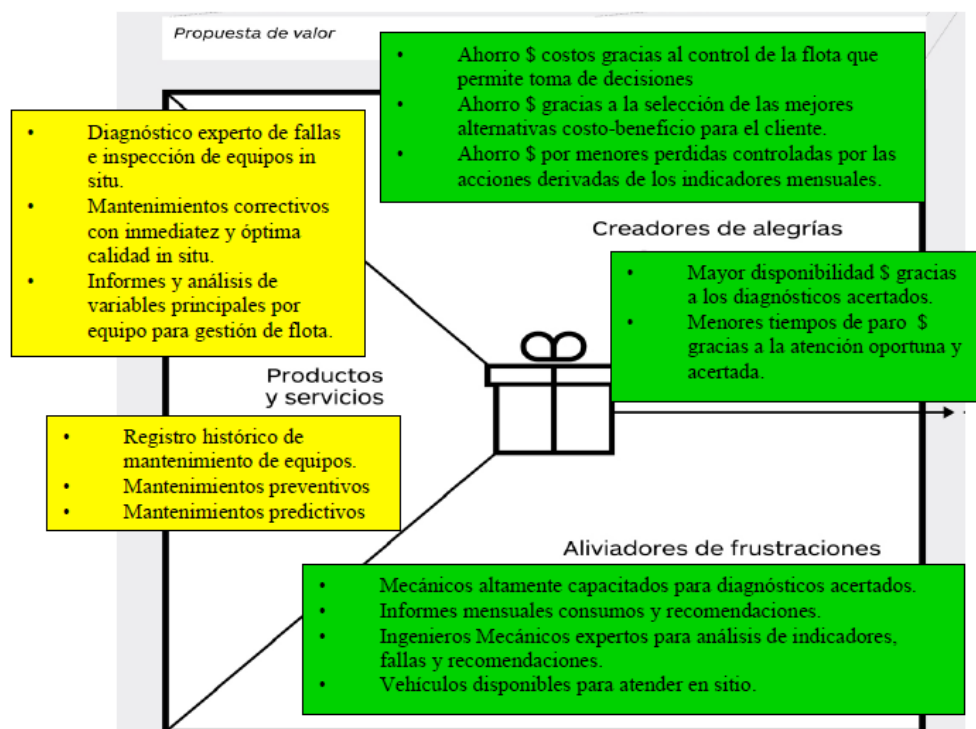 Propuesta de valor
• Ahorro $ costos gracias al control de la flota que
permite toma de decisiones
• Ahorro $ gracias a la selección de las mejores
alternativas costo-beneficio para el cliente.
• Ahorro $ por menores perdidas controladas por las
acciones derivadas de los indicadores mensuales.
• Diagnóstico experto de fallas
e inspección de equipos in
situ.
• Mantenimientos correctivos
con inmediatez y óptima
calidad in situ.
• Informes y análisis de
variables principales por
equipo para gestión de flota.
Creadores de alegrías
• Mayor disponibilidad $ gracias
a los diagnósticos acertados.
• Menores tiempos de paro $
gracias a la atención oportuna y
acertada.
Productos
y servicios
• Registro histórico de
mantenimiento de equipos.
• Mantenimientos preventivos
• Mantenimientos predictivos
Aliviadores de frustraciones
• Mecánicos altamente capacitados para diagnósticos acertados.
• Informes mensuales consumos y recomendaciones.
• Ingenieros Mecánicos expertos para análisis de indicadores,
fallas y recomendaciones.
• Vehículos disponibles para atender en sitio.